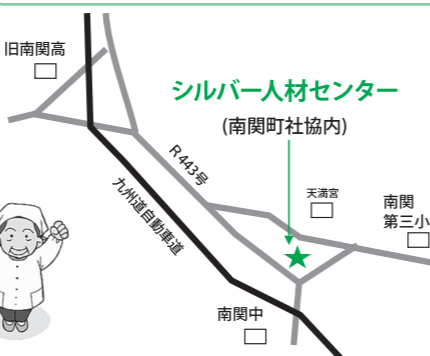 旧南関高
シルバー人材センター
(南関町社協内)
R443号
九州道自動車道
天満宮
南関
第三小
南関中